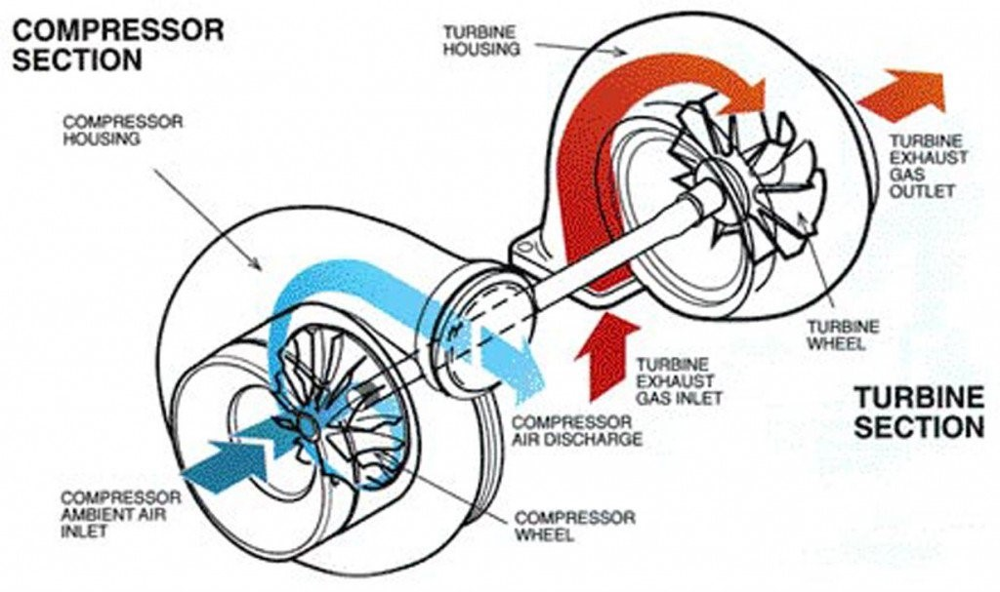 COMPRESSOR
SECTION
TURBINE
HOUSING
COMPRESSOR
HOUSING
TURBINE
EXHAUST
GAS
OUTLET
TURBINE
WHEEL
TURBINE
EXHAUST
GAS INLET
TURBINE
SECTION
COMPRESSOR
AIR DISCHARGE
COMPRESSOR
AMBIENT AIR
INLET
COMPRESSOR
WHEEL